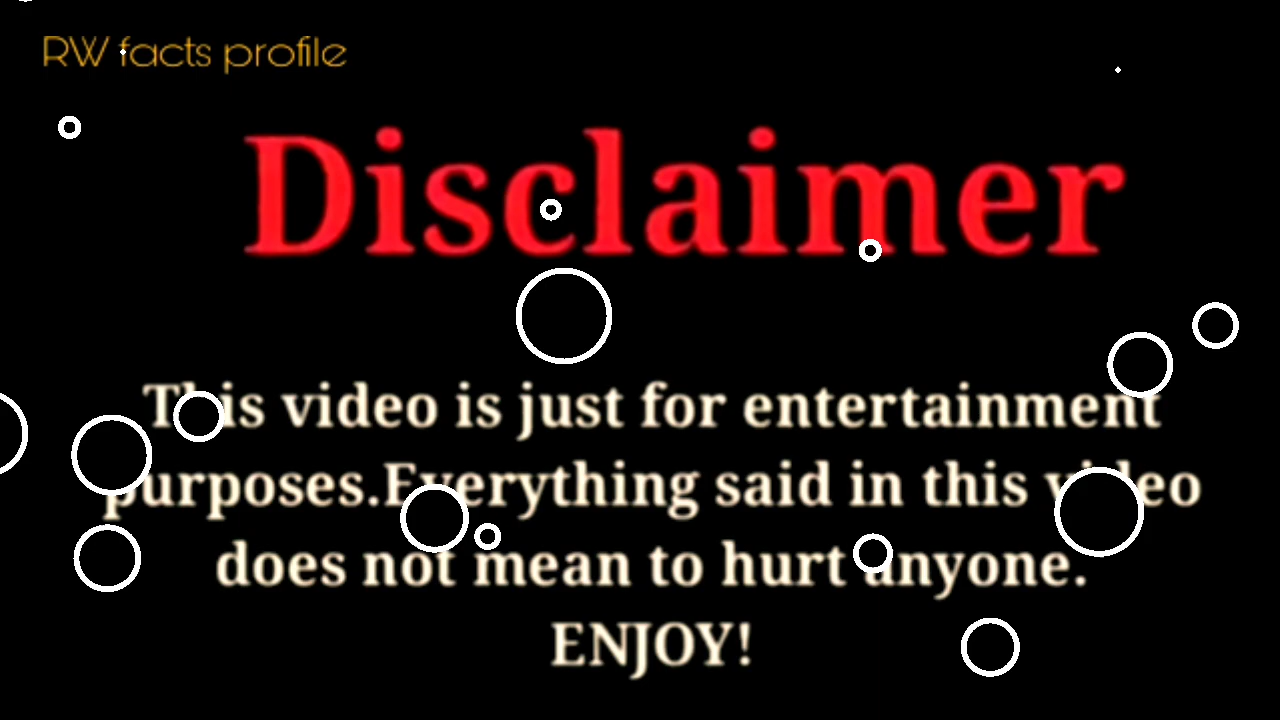 RW facts profile
Disclaimer
This video is just for entertainment
purposes.Everything said in this video
does not mean to hurt anyone.
ENJOY!